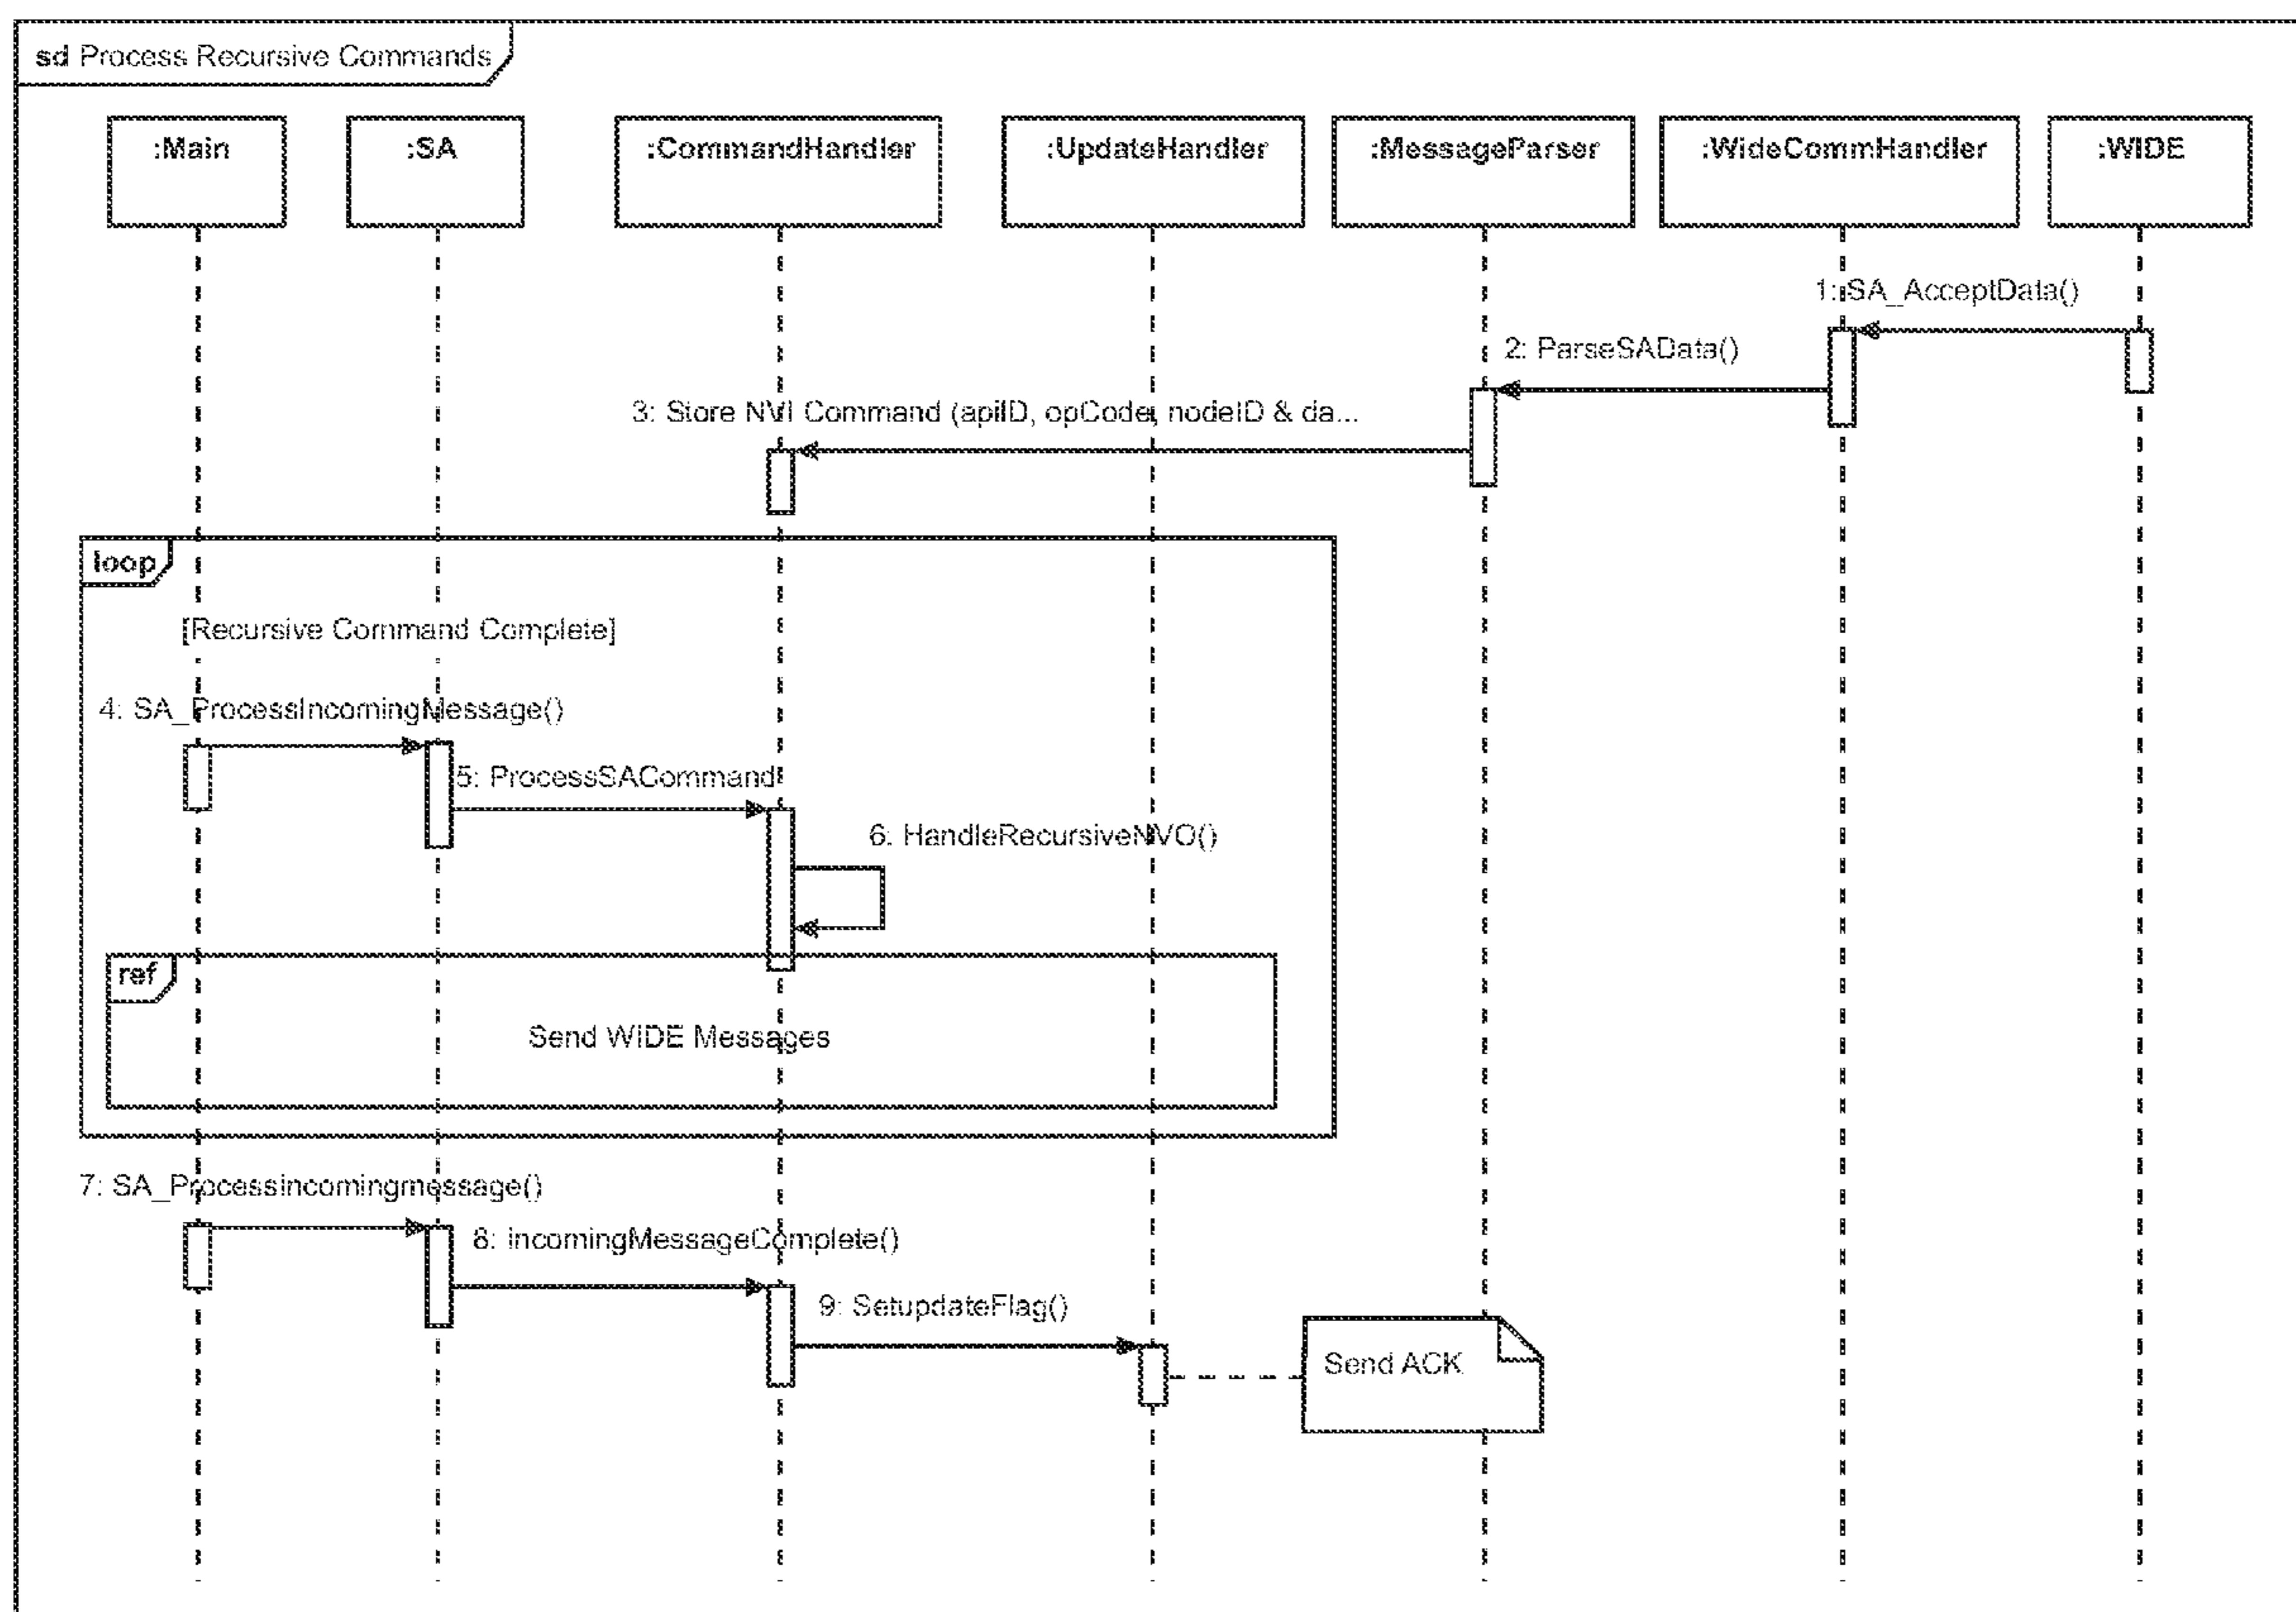 sd Process Recursive Commands
:Main
:SA
:CommandHandler
:UpdateHandler
:MessageParser
:WideCommHandler
:WIDE
1: SA_AcceptData()
2: ParseSAData()
3: Store NVI Command (apiID, opCode, nodeID & da...
loop
[Recursive Command Complete]
4: SA_ProcessIncomingMessage()
5: ProcessSACommand
6: HandleRecursiveNVO()
ref
Send WIDE Messages
7: SA_Processincomingmessage()
8: incomingMessageComplete()
9: SetupdateFlag()
Send ACK